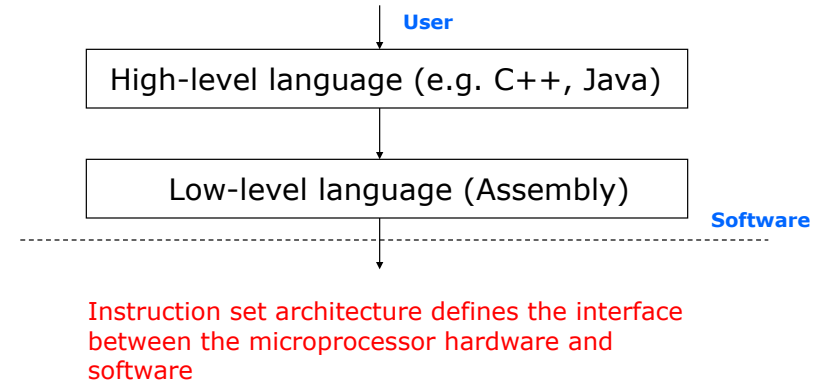 User
High-level language (e.g. C++, Java)
Low-level language (Assembly)
Software
Instruction set architecture defines the interface
between the microprocessor hardware and
software